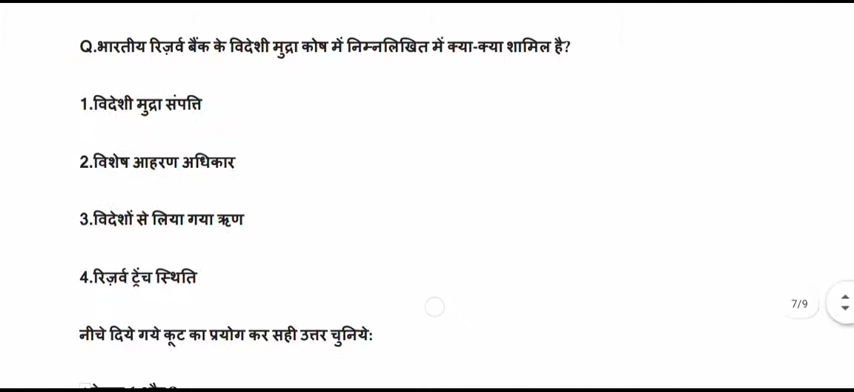 Q.भारतीय रिज़र्व बैंक के विदेशी मुद्रा कोष में निम्नलिखित में क्या-क्या शामिल है?
1.विदेशी मुद्रा संपत्ति
2.विशेष आहरण अधिकार
3.विदेशों से लिया गया ऋण
4.रिज़र्व ट्रेंच स्थिति
7/9
नीचे दिये गये कूट का प्रयोग कर सही उत्तर चुनिये: